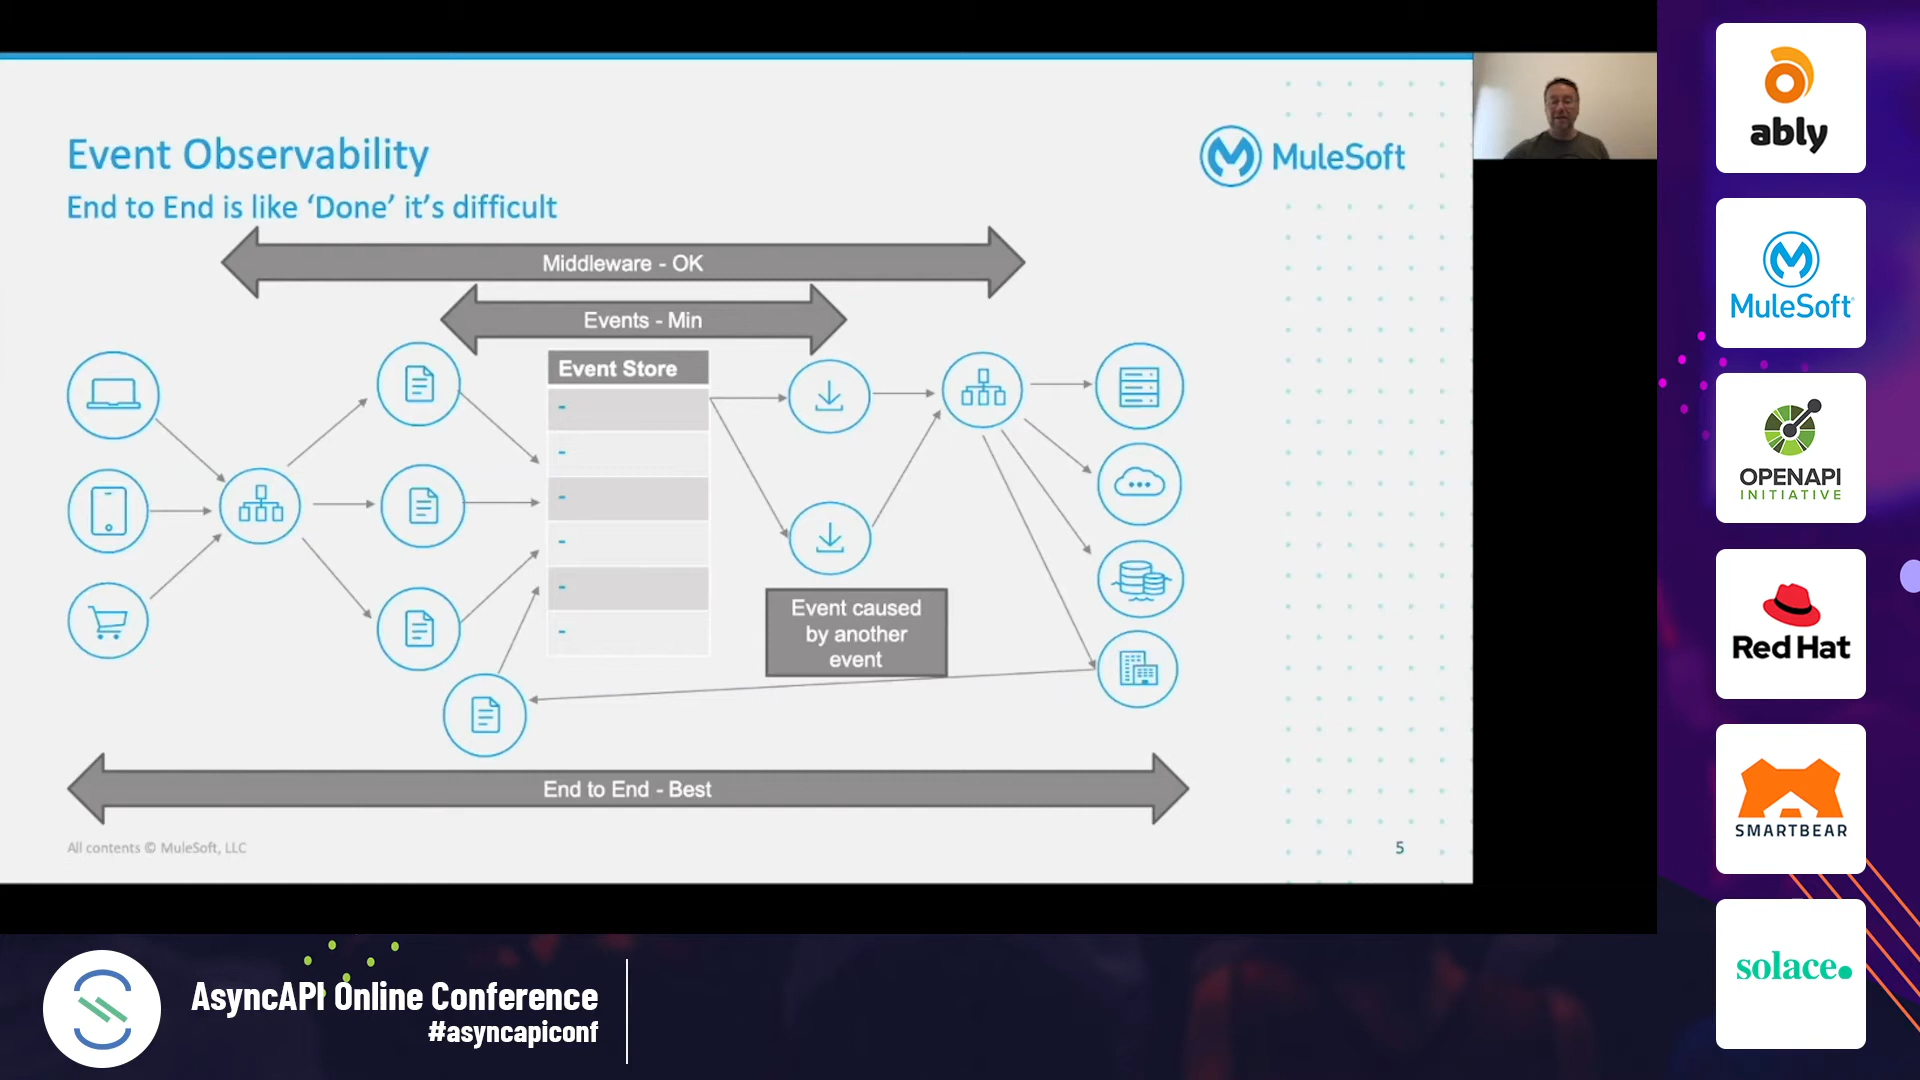 Event Observability
End to End is like ‘Done’ it’s difficult
MuleSoft
Middleware - OK
Events - Min
Event Store
-
-
-
-
-
-
Event caused
by another
event
End to End - Best
All contents © MuleSoft, LLC
5
ably
MuleSoft
OPENAPI
INITIATIVE
Red Hat
SMARTBEAR
solace.
AsyncAPI Online Conference
#asyncapiconf